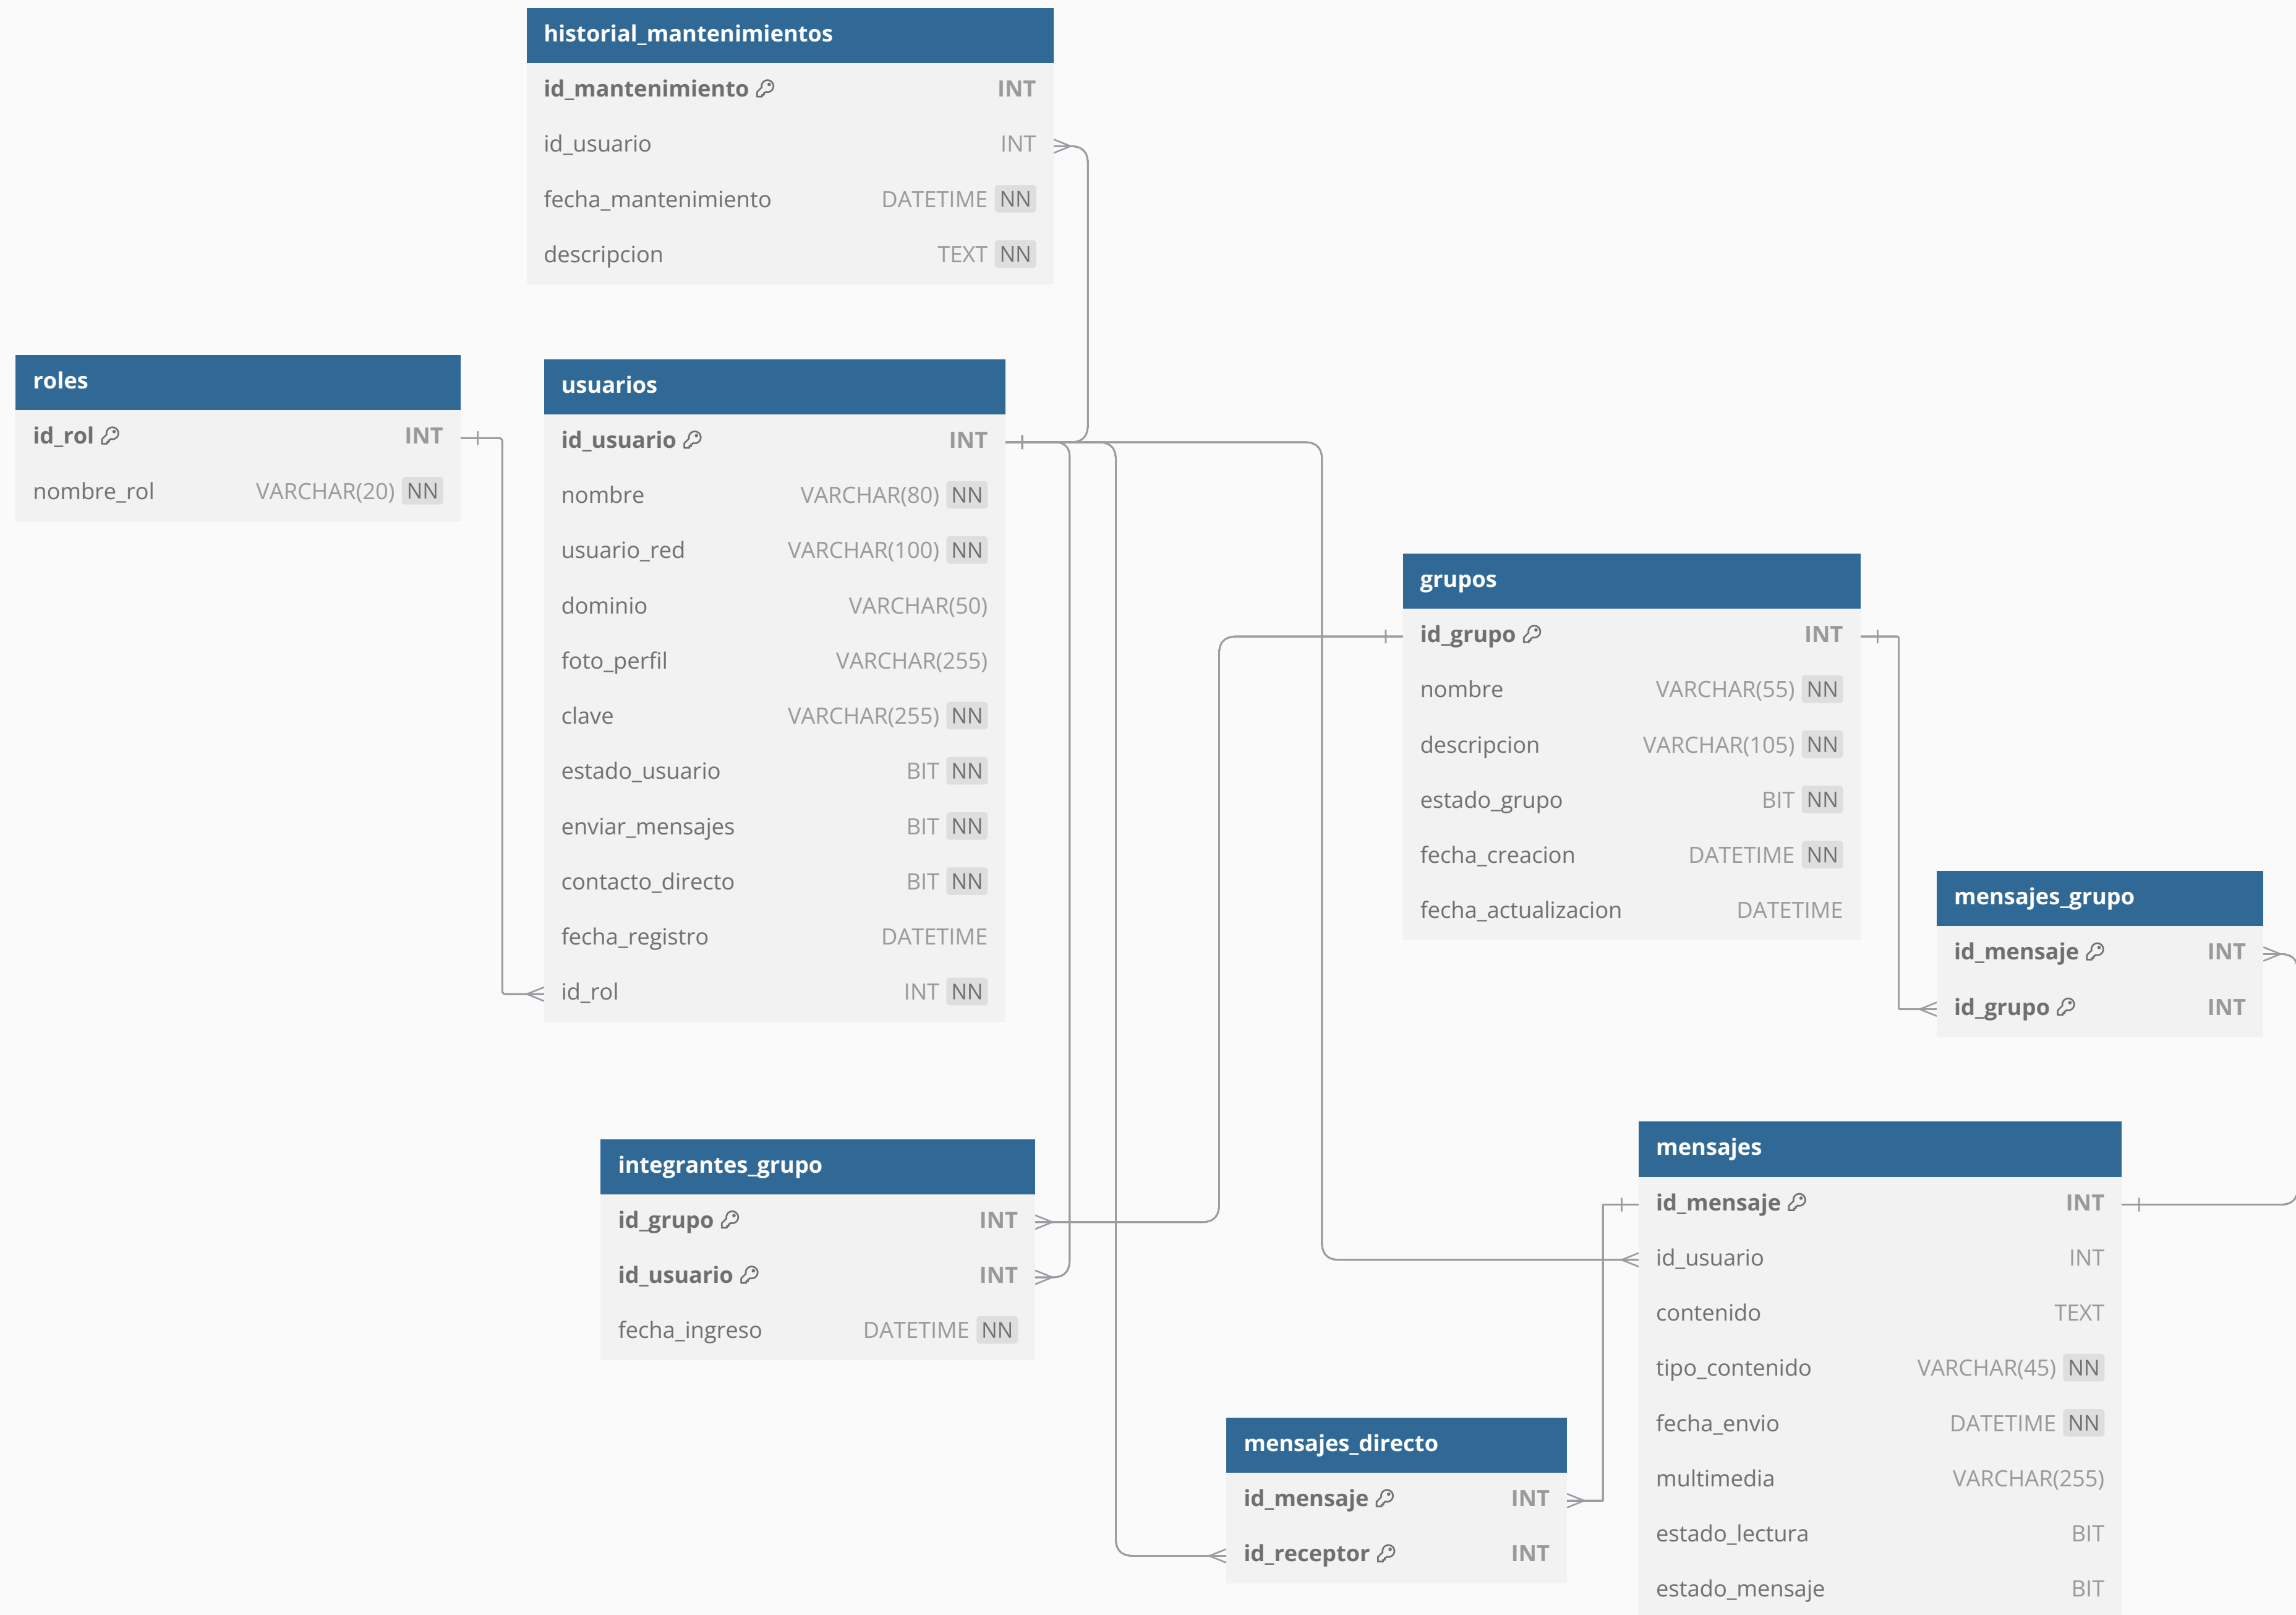 historial_mantenimientos
id_mantenimiento INT
id_usuario INT
fecha_mantenimiento DATETIME NN
descripcion TEXT NN
roles
id_rol INT
nombre_rol VARCHAR(20) NN
usuarios
id_usuario INT
nombre VARCHAR(80) NN
usuario_red VARCHAR(100) NN
dominio VARCHAR(50)
foto_perfil VARCHAR(255)
clave VARCHAR(255) NN
estado_usuario BIT NN
enviar_mensajes BIT NN
contacto_directo BIT NN
fecha_registro DATETIME
id_rol INT NN
grupos
id_grupo INT
nombre VARCHAR(55) NN
descripcion VARCHAR(105) NN
estado_grupo BIT NN
fecha_creacion DATETIME NN
fecha_actualizacion DATETIME
mensajes_grupo
id_mensaje INT
id_grupo INT
integrantes_grupo
id_grupo INT
id_usuario INT
fecha_ingreso DATETIME NN
mensajes_directo
id_mensaje INT
id_receptor INT
mensajes
id_mensaje INT
id_usuario INT
contenido TEXT
tipo_contenido VARCHAR(45) NN
fecha_envio DATETIME NN
multimedia VARCHAR(255)
estado_lectura BIT
estado_mensaje BIT